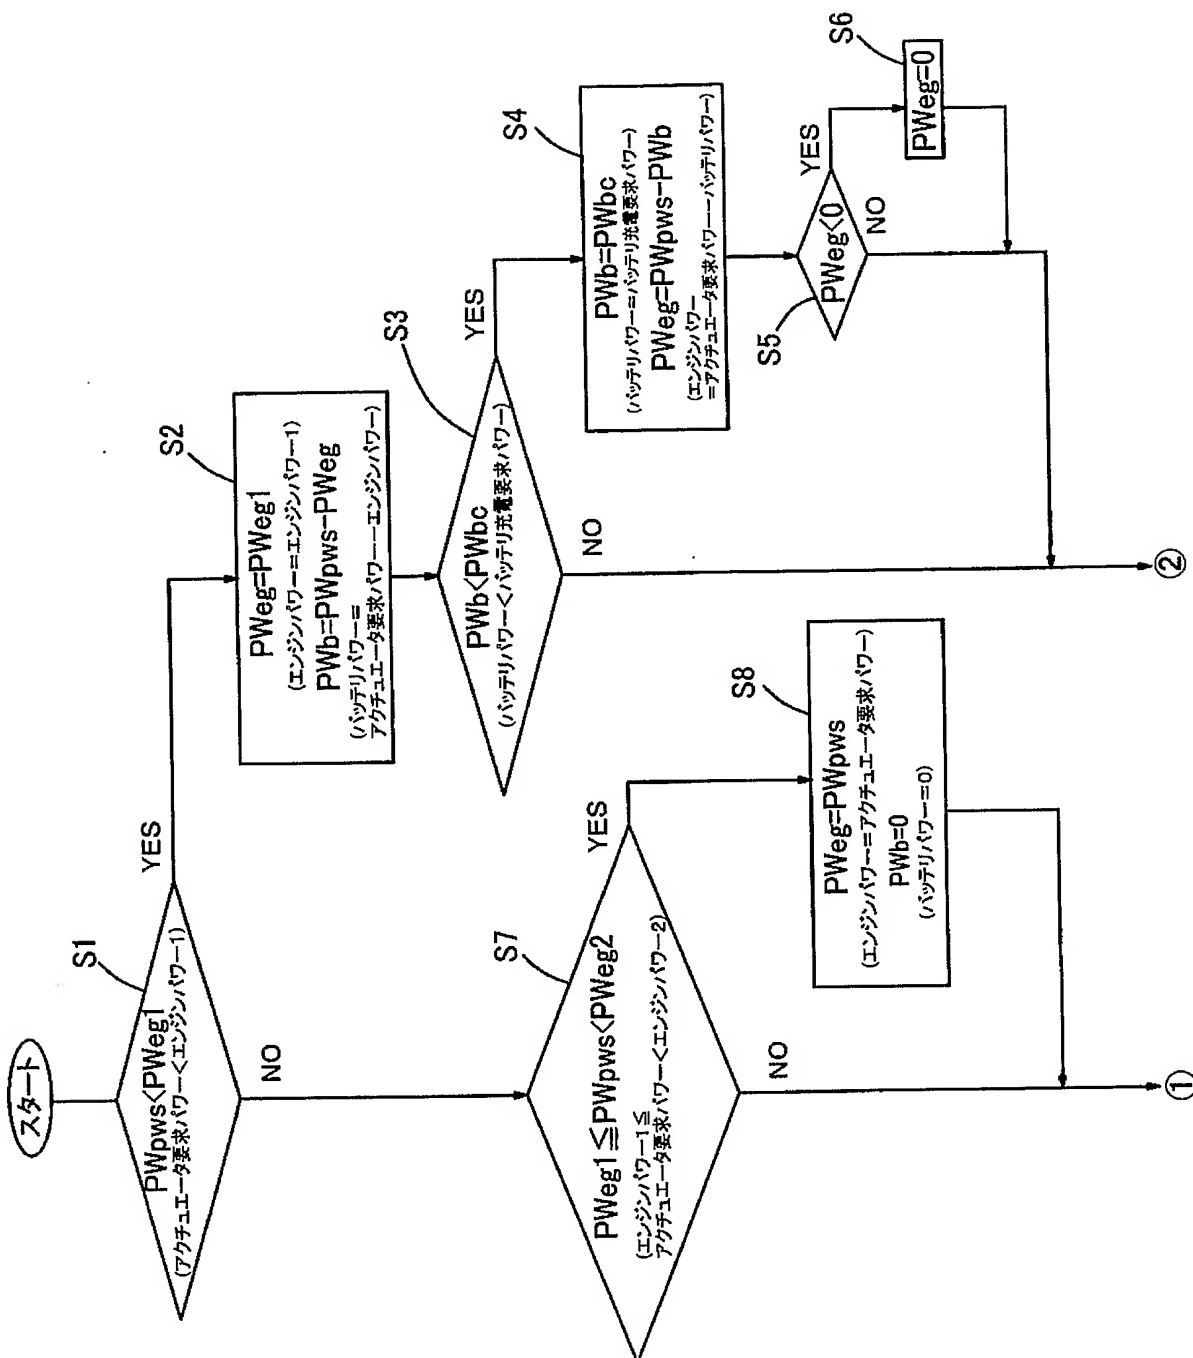 スタート
S1
PWpws<PWeg1
(アクチュエータ要求パワー<エンジンパワー1)
YES
NO
S2
PWeg=PWeg1
(エンジンパワー=エンジンパワー1)
PWb=PWpws-PWeg
(バッテリパワー=
アクチュエータ要求パワー−エンジンパワー)
S3
PWb<PWbc
(バッテリパワー<バッテリ充電要求パワー)
YES
NO
S4
PWb=PWbc
(バッテリパワー=バッテリ充電要求パワー)
PWeg=PWpws-PWb
(エンジンパワー
=アクチュエータ要求パワー−バッテリパワー)
S5
PWeg<0
YES
NO
S6
PWeg=0
S7
PWeg1≦PWpws<PWeg2
(エンジンパワー1≦
アクチュエータ要求パワー<エンジンパワー2)
YES
NO
S8
PWeg=PWpws
(エンジンパワー=アクチュエータ要求パワー)
PWb=0
(バッテリパワー=0)
①
②